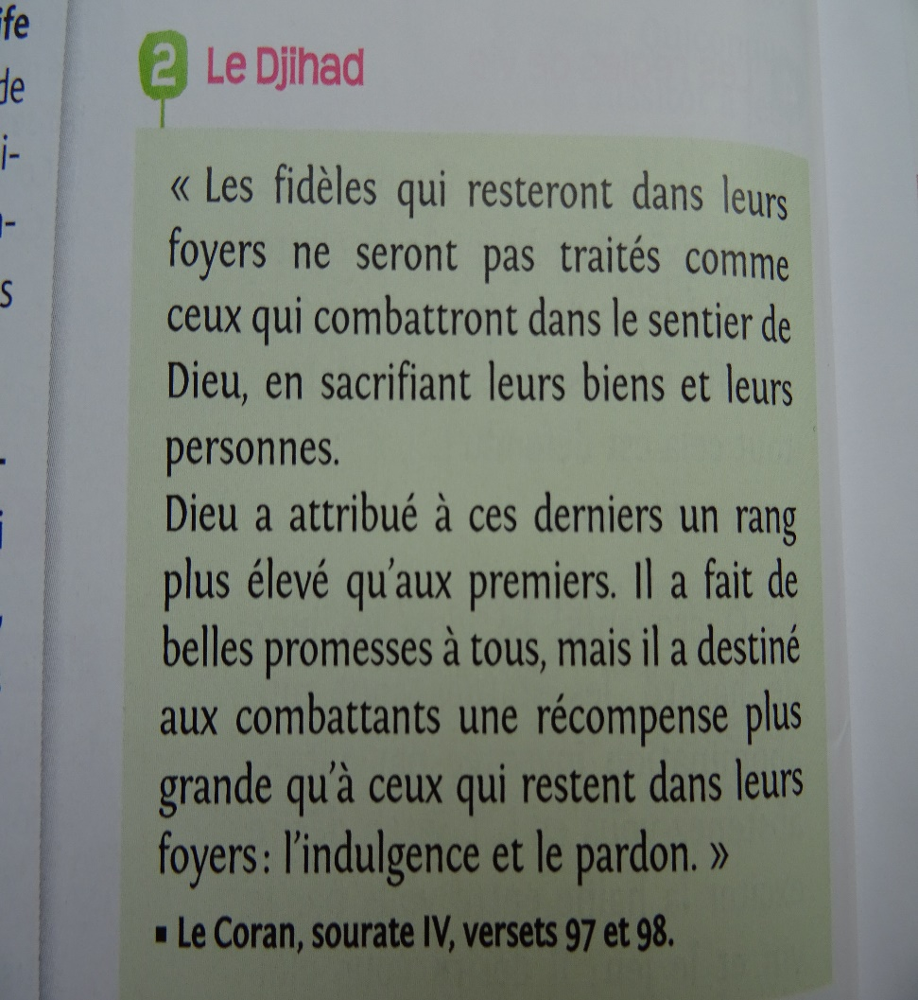 ife
de
i-
s
2 Le Djihad
« Les fidèles qui resteront dans leurs
foyers ne seront pas traités comme
ceux qui combattront dans le sentier de
Dieu, en sacrifiant leurs biens et leurs
personnes.
Dieu a attribué à ces derniers un rang
plus élevé qu'aux premiers. Il a fait de
belles promesses à tous, mais il a destiné
aux combattants une récompense plus
grande qu'à ceux qui restent dans leurs
foyers : l'indulgence et le pardon. »
▪ Le Coran, sourate IV, versets 97 et 98.